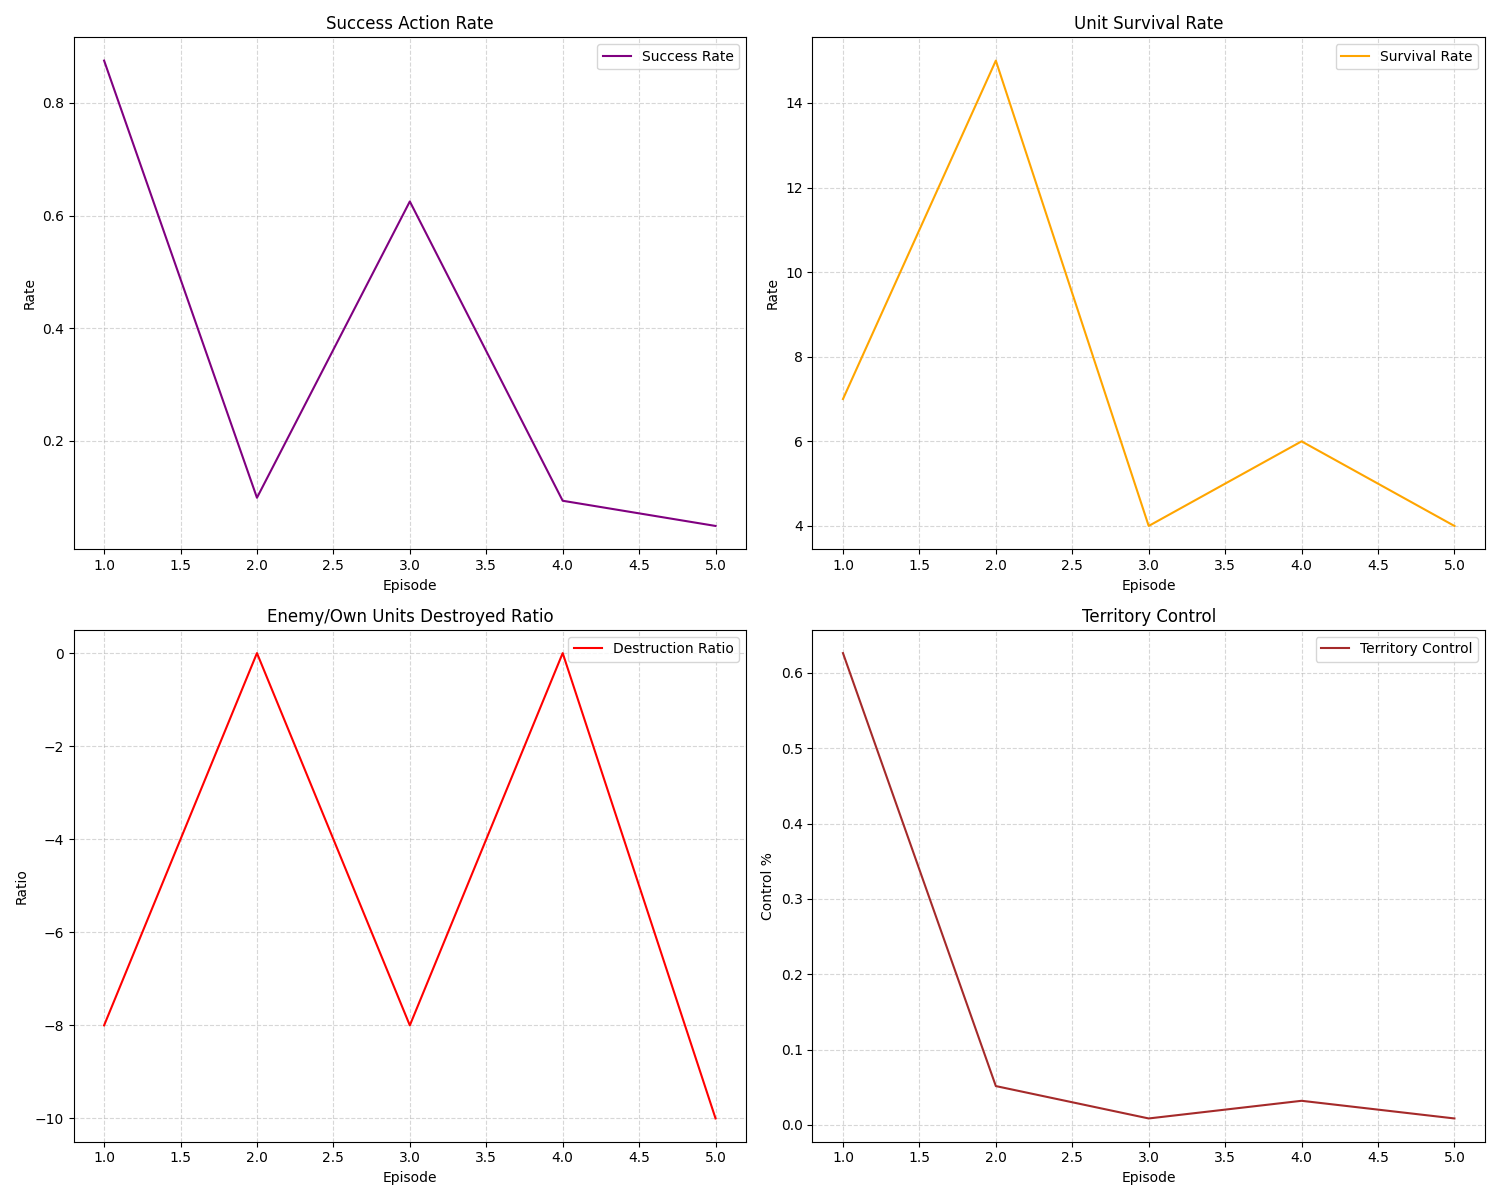 Success Action Rate
Success Rate
Rate
0.8
0.6
0.4
0.2
1.0 1.5 2.0 2.5 3.0 3.5 4.0 4.5 5.0
Episode
Unit Survival Rate
Survival Rate
Rate
14
12
10
8
6
4
1.0 1.5 2.0 2.5 3.0 3.5 4.0 4.5 5.0
Episode
Enemy/Own Units Destroyed Ratio
Destruction Ratio
Ratio
0
−2
−4
−6
−8
−10
1.0 1.5 2.0 2.5 3.0 3.5 4.0 4.5 5.0
Episode
Territory Control
Territory Control
Control %
0.6
0.5
0.4
0.3
0.2
0.1
0.0
1.0 1.5 2.0 2.5 3.0 3.5 4.0 4.5 5.0
Episode